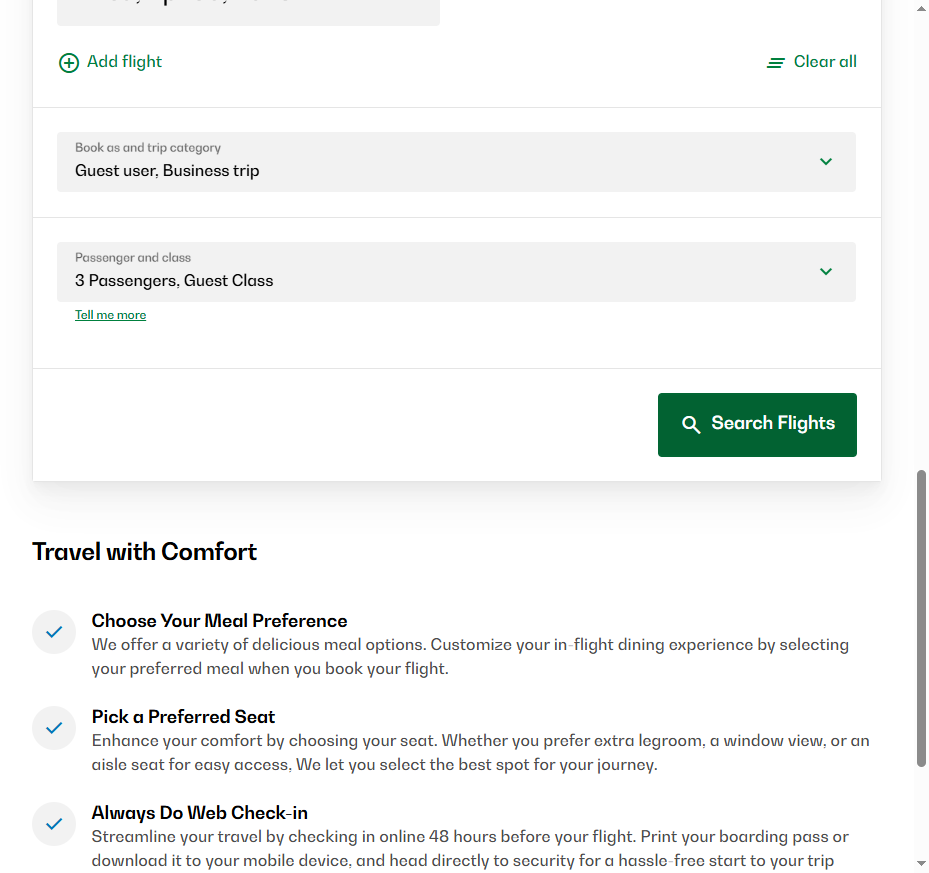 Add flight
Clear all
Book as and trip category
Guest user, Business trip
Passenger and class
3 Passengers, Guest Class
Tell me more
Search Flights
Travel with Comfort
Choose Your Meal Preference
We offer a variety of delicious meal options. Customize your in-flight dining experience by selecting
your preferred meal when you book your flight.
Pick a Preferred Seat
Enhance your comfort by choosing your seat. Whether you prefer extra legroom, a window view, or an
aisle seat for easy access, We let you select the best spot for your journey.
Always Do Web Check-in
Streamline your travel by checking in online 48 hours before your flight. Print your boarding pass or
download it to your mobile device, and head directly to security for a hassle-free start to your trip